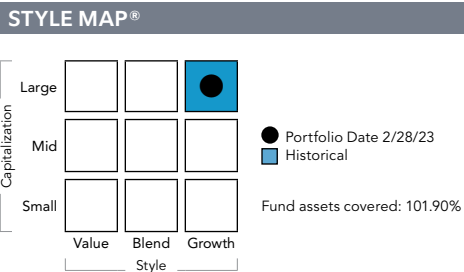 STYLE MAP®
Large
Mid
Small
Capitalization
Value Blend Growth
Style
Portfolio Date 2/28/23
Historical
Fund assets covered: 101.90%